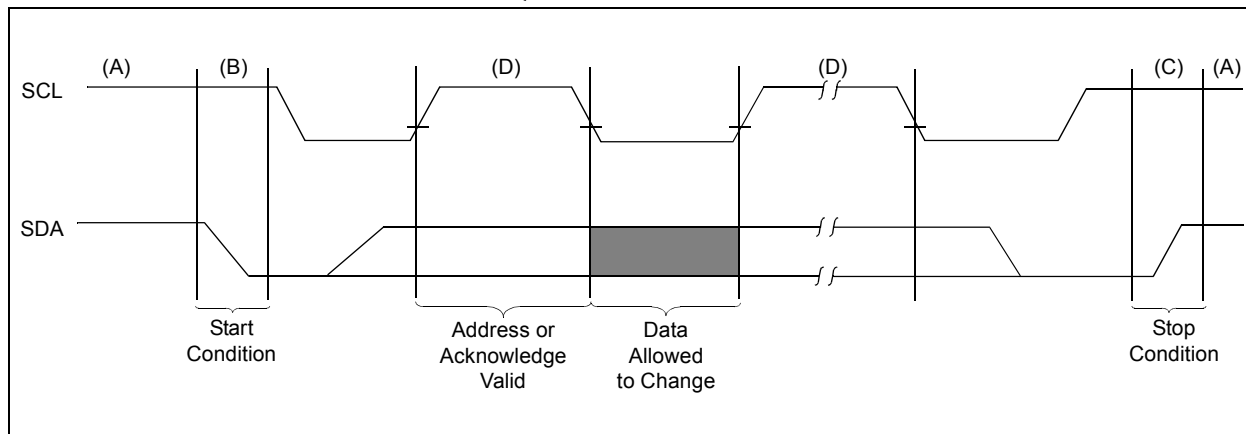 (A) (B) (D) (D) (C) (A)
SCL
SDA
Start
Condition
Address or
Acknowledge
Valid
Data
Allowed
to Change
Stop
Condition